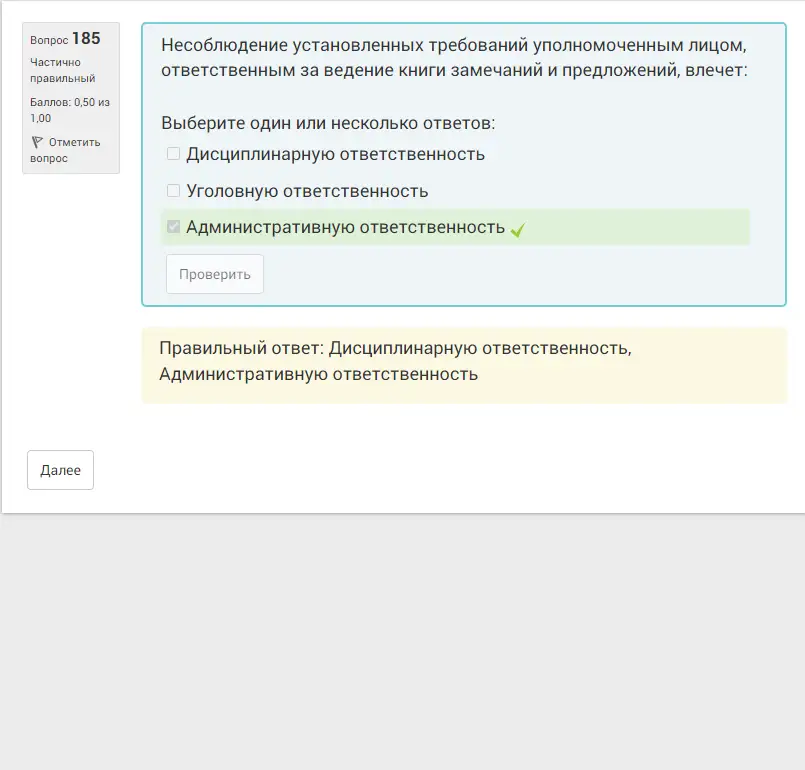 Вопрос 185
Частично
правильный
Баллов: 0,50 из
1,00
Отметить
вопрос
Несоблюдение установленных требований уполномоченным лицом,
ответственным за ведение книги замечаний и предложений, влечет:
Выберите один или несколько ответов:
Дисциплинарную ответственность
Уголовную ответственность
Административную ответственность
Проверить
Правильный ответ: Дисциплинарную ответственность,
Административную ответственность
Далее